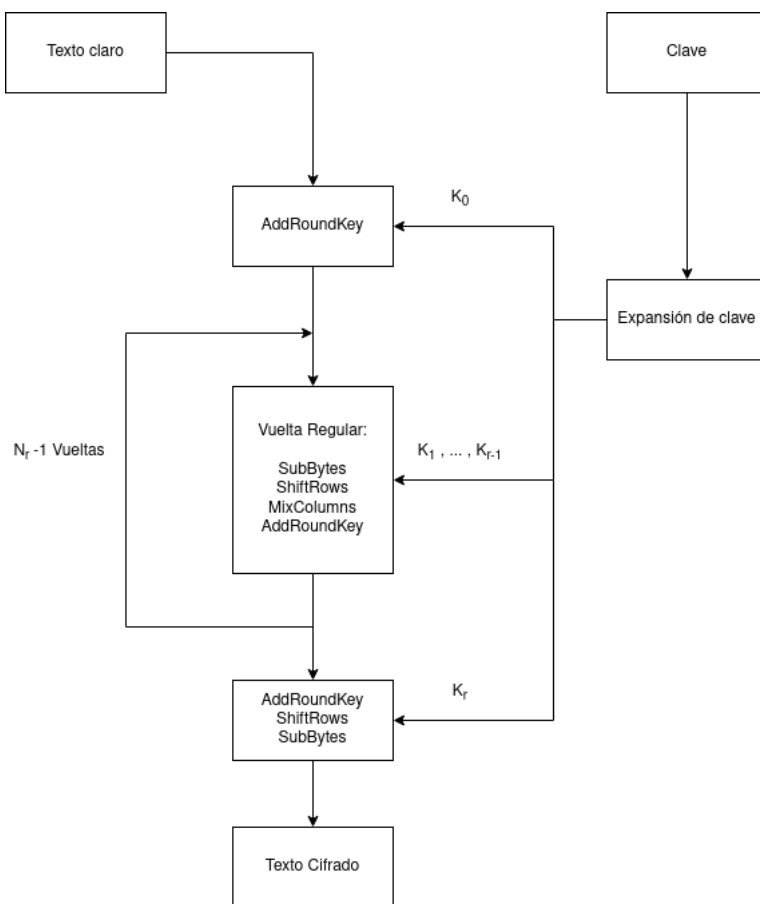 Texto claro
Clave
AddRoundKey
K₀
Expansión de clave
Vuelta Regular:
SubBytes
ShiftRows
MixColumns
AddRoundKey
Nᵣ -1 Vueltas
K₁ , ... , Kᵣ₋₁
AddRoundKey
ShiftRows
SubBytes
Kᵣ
Texto Cifrado